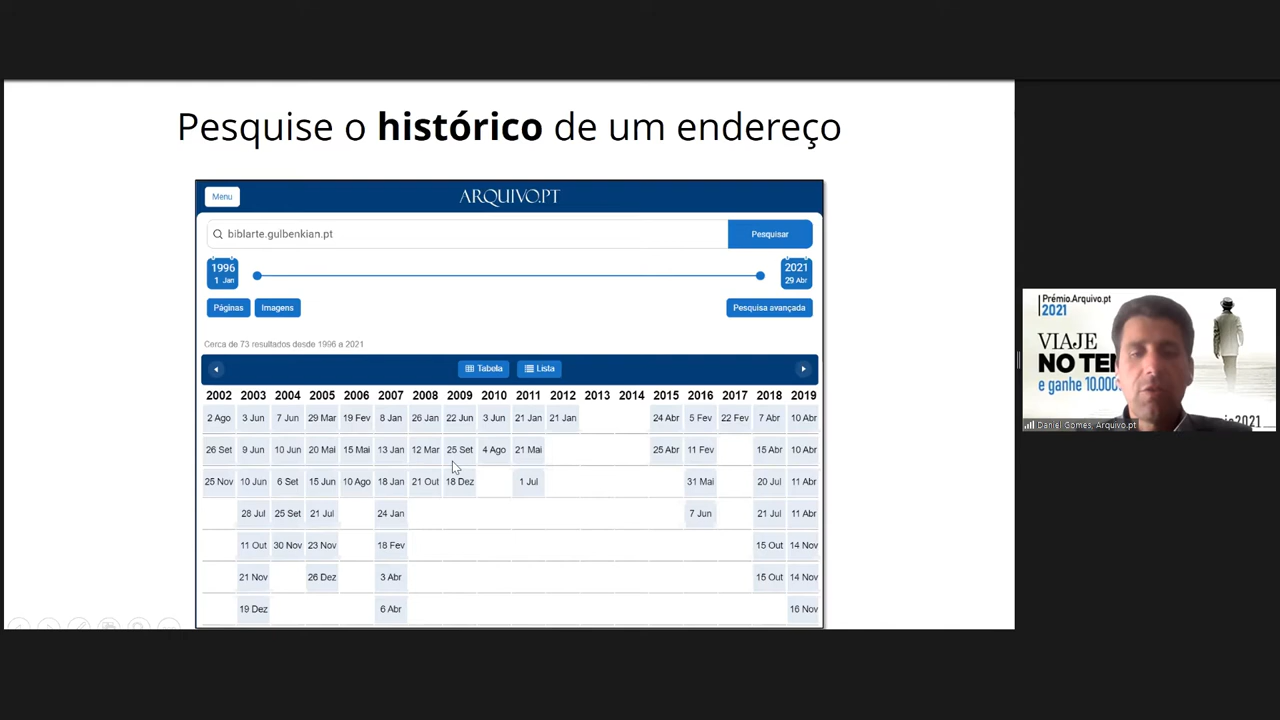 Pesquise o histórico de um endereço
Menu
ARQUIVO.PT
biblarte.gulbenkian.pt
Pesquisar
1996
1 Jan
2021
29 Abr
Páginas
Imagens
Pesquisa avançada
Cerca de 73 resultados desde 1996 a 2021
Tabela
Lista
2002 2003 2004 2005 2006 2007 2008 2009 2010 2011 2012 2013 2014 2015 2016 2017 2018 2019
2 Ago 3 Jun 7 Jun 29 Mar 19 Fev 8 Jan 26 Jan 22 Jun 3 Jun 21 Jan 21 Jan 24 Abr 5 Fev 22 Fev 7 Abr 10 Abr
26 Set 9 Jun 10 Jun 20 Mai 15 Mai 13 Jan 12 Mar 25 Set 4 Ago 21 Mai 25 Abr 11 Fev 15 Abr 10 Abr
25 Nov 10 Jun 6 Set 15 Jun 10 Ago 18 Jan 21 Out 18 Dez 1 Jul 31 Mai 20 Jul 11 Abr
28 Jul 25 Set 21 Jul 24 Jan 7 Jun 21 Jul 11 Abr
11 Out 30 Nov 23 Nov 18 Fev 15 Out 14 Nov
21 Nov 26 Dez 3 Abr 15 Out 14 Nov
19 Dez 6 Abr 16 Nov
Prémio.Arquivo.pt
2021
VIAJE
NO TE
e ganhe 10.000
2021
Daniel Gomes, Arquivo.pt